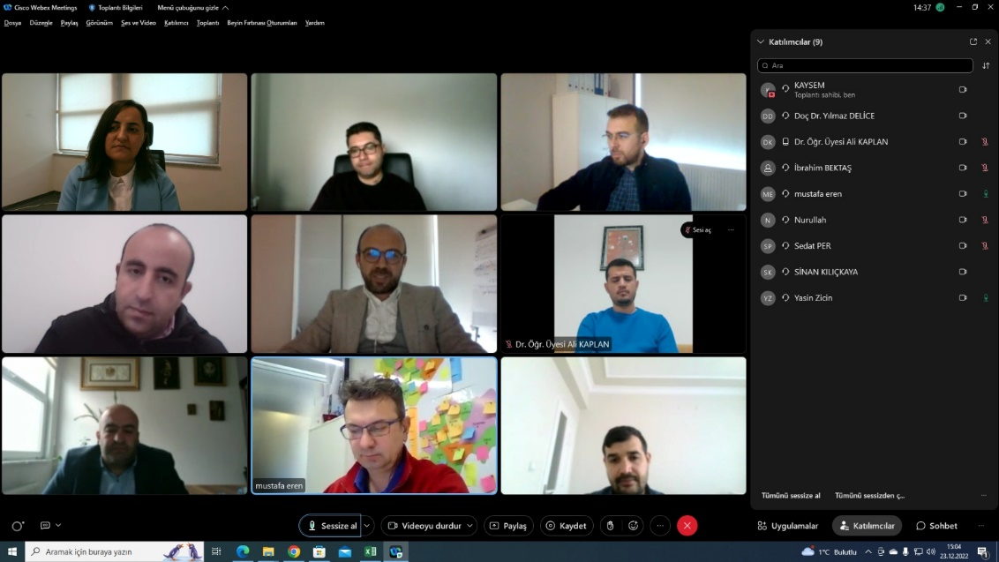 Cisco Webex Meetings
Toplantı Bilgileri
Menü çubuğunu gizle
14:37
Dosya Düzenle Paylaş Görünüm Ses ve Video Katılımcı Toplantı Beyin Fırtınası Oturumları Yardım
Katılımcılar (9)
Ara
KAYSEM
Toplantı sahibi, ben
DD Doç Dr. Yılmaz DELİCE
DK Dr. Öğr. Üyesi Ali KAPLAN
İbrahim BEKTAŞ
ME mustafa eren
N Nurullah
SP Sedat PER
SK SİNAN KILIÇKAYA
YZ Yasin Zicin
Sesi aç
Dr. Öğr. Üyesi Ali KAPLAN
mustafa eren
Tümünü sessize al Tümünü sessizden ç...
Sessize al
Videoyu durdur
Paylaş
Kaydet
Uygulamalar
Katılımcılar
Sohbet
Aramak için buraya yazın
1°C Bulutlu
15:04
23.12.2022